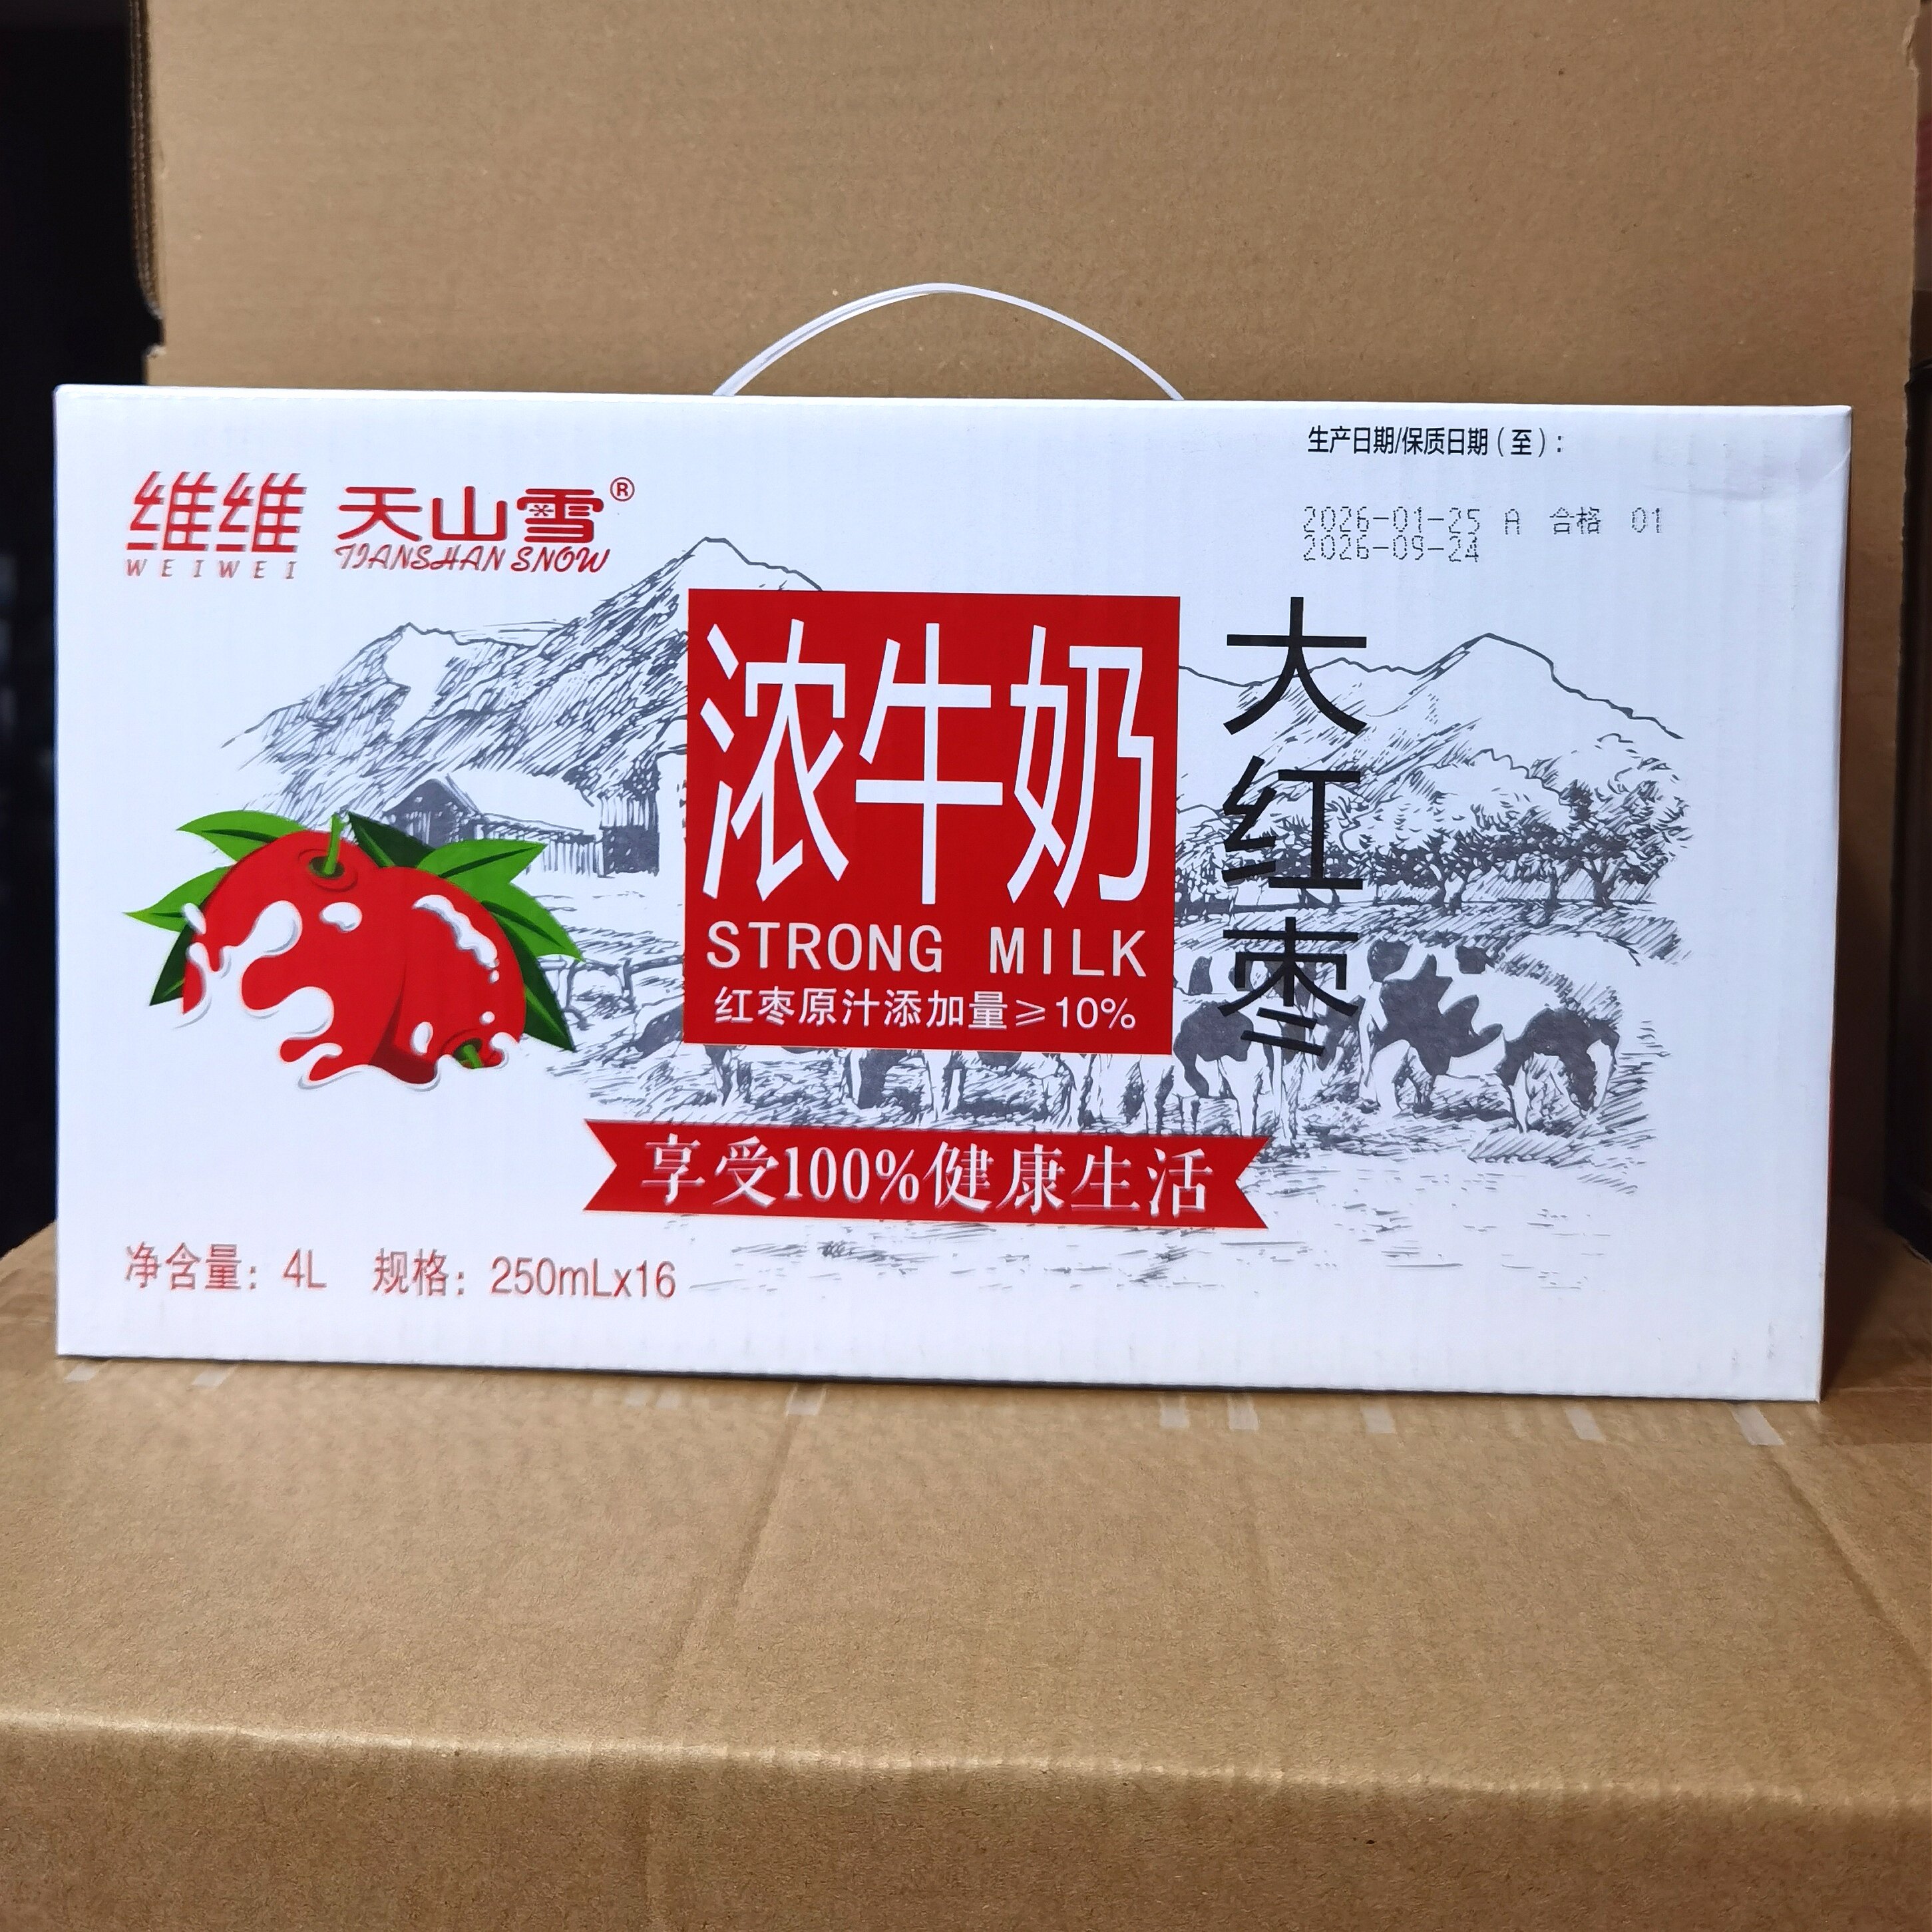 生产日期/保质日期（至）:
维维 天山雪®
WEIWEI TIANSHAN SNOW
2026-01-25 A 合格 01
2026-09-24
浓牛奶
STRONG MILK
红枣原汁添加量≥10%
大红枣
享受100%健康生活
净含量: 4L 规格: 250mLx16